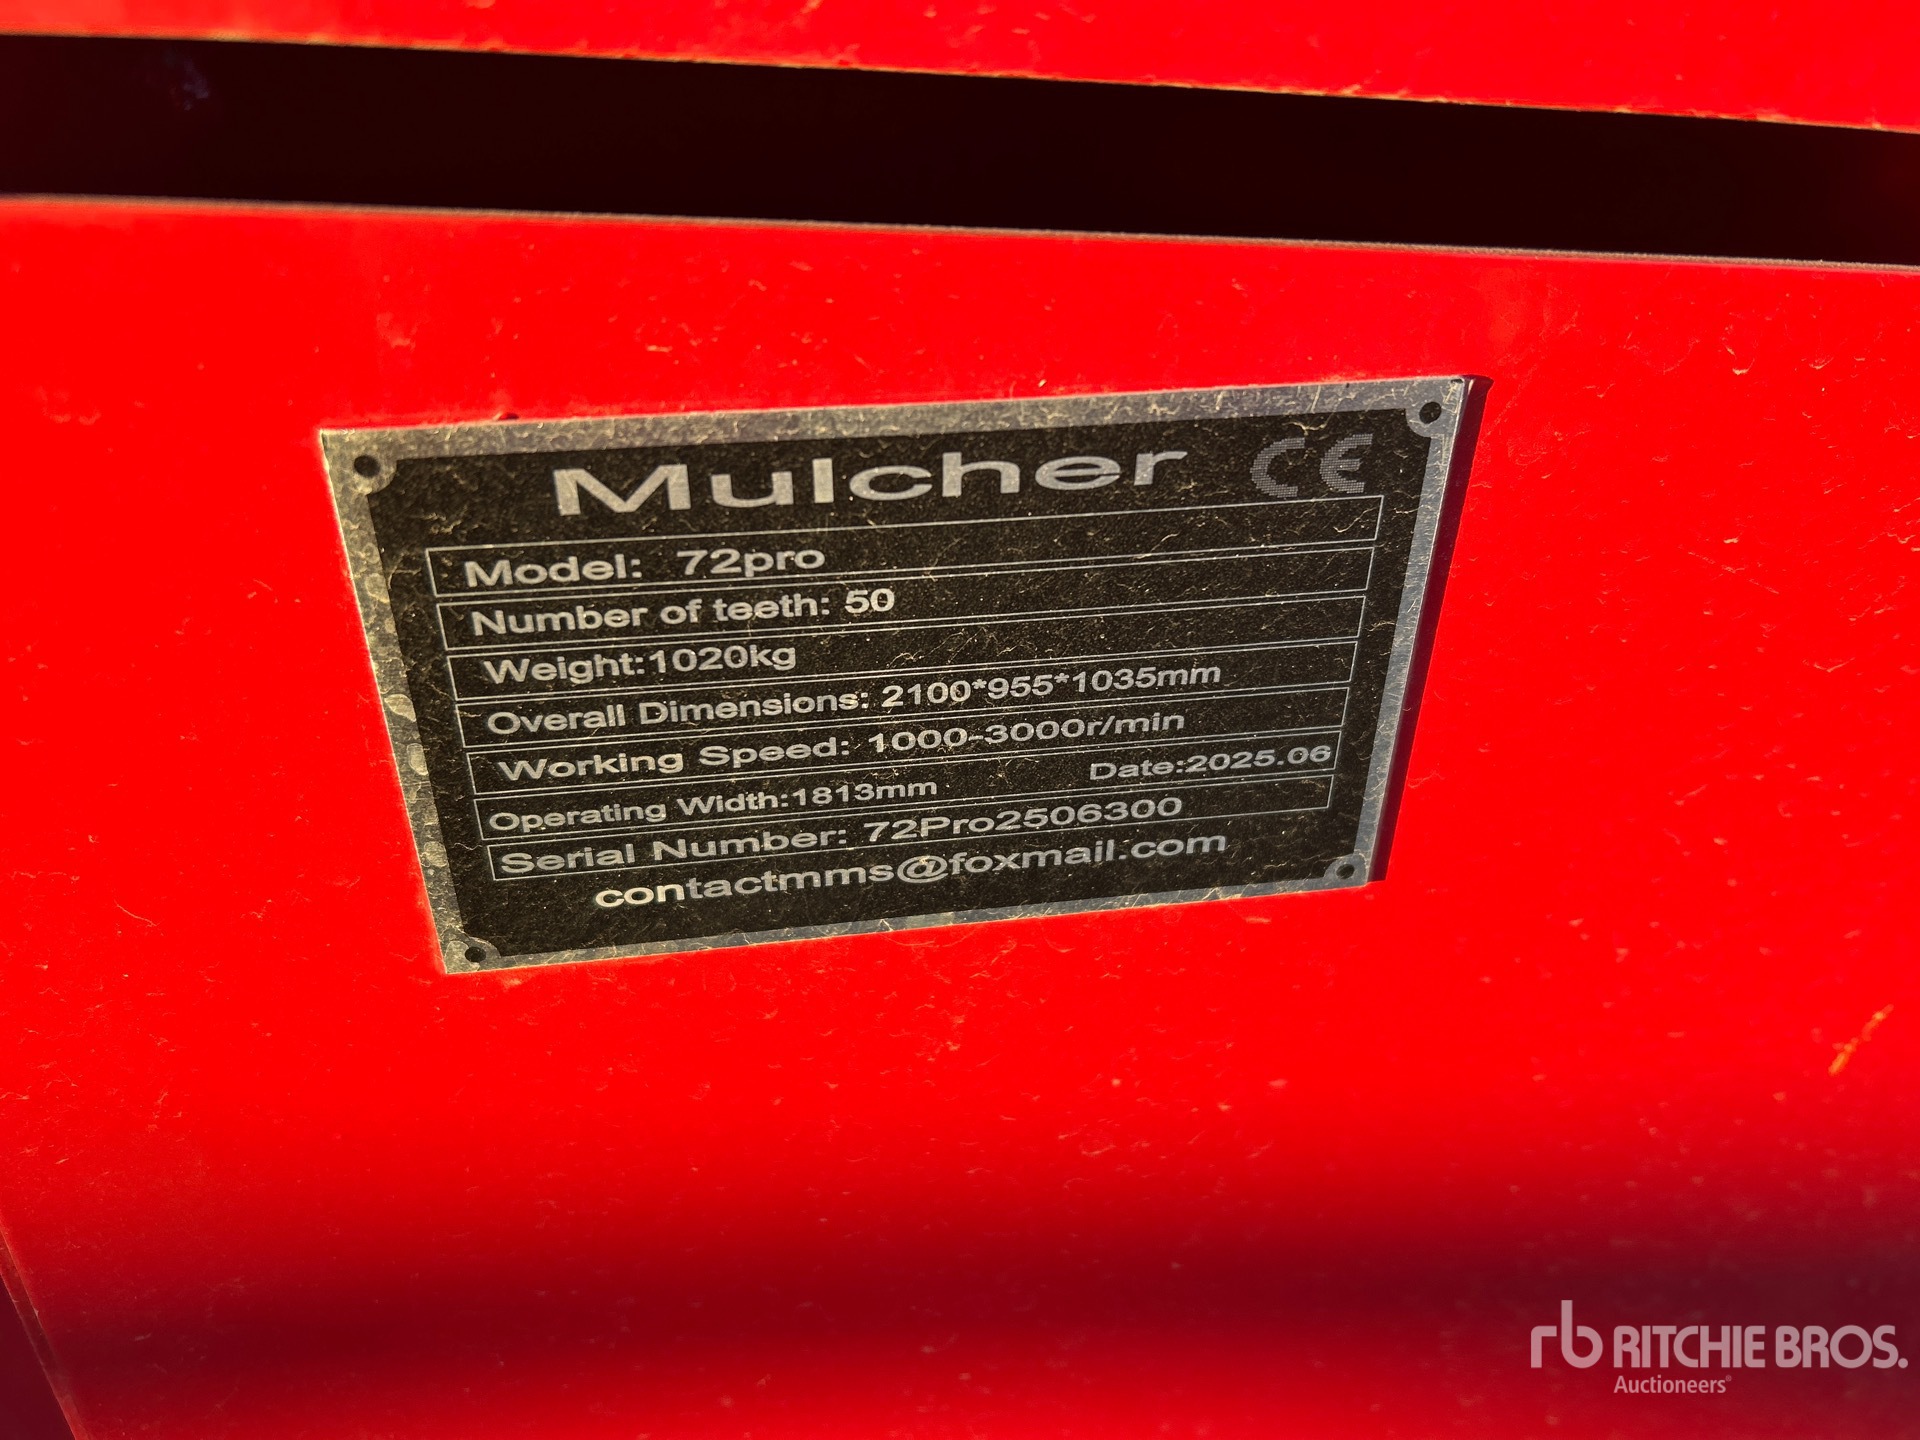 Mulcher CE
Model: 72pro
Number of teeth: 50
Weight:1020kg
Overall Dimensions: 2100*955*1035mm
Working Speed: 1000-3000r/min
Operating Width:1813mm Date:2025.06
Serial Number: 72Pro2506300
contactmms@foxmail.com
rb RITCHIE BROS.
Auctioneers®